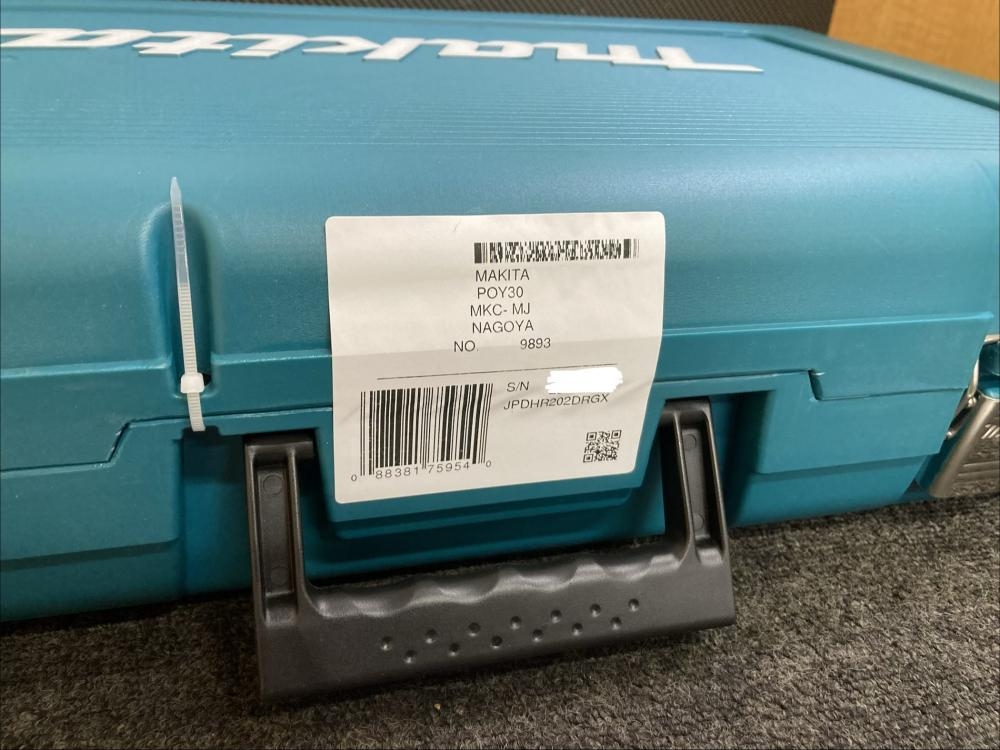 makita
MAKITA
POY30
MKC- MJ
NAGOYA
NO. 9893
S/N
JPDHR202DRGX
0 88381 75954 0